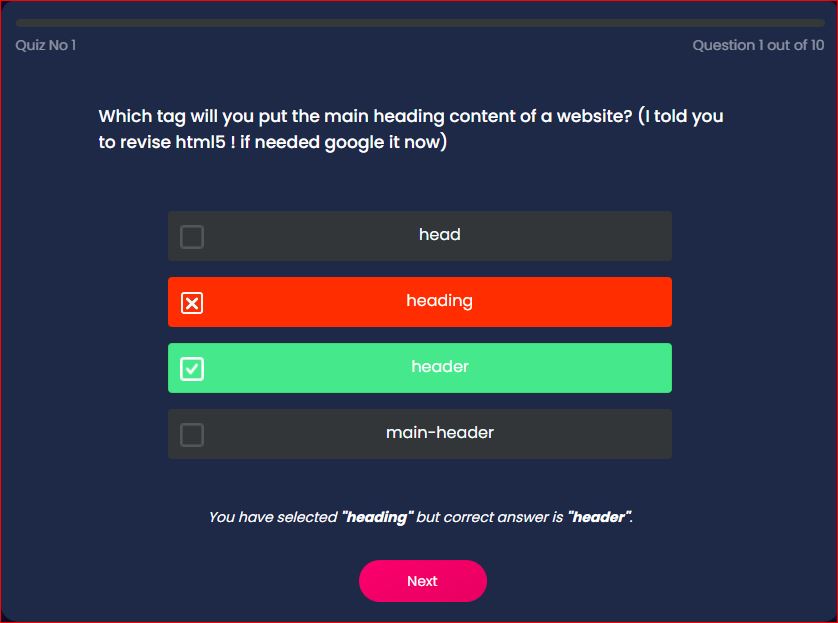 Quiz No 1
Question 1 out of 10
Which tag will you put the main heading content of a website? (I told you
to revise html5 ! if needed google it now)
head
heading
header
main-header
You have selected "heading" but correct answer is "header".
Next